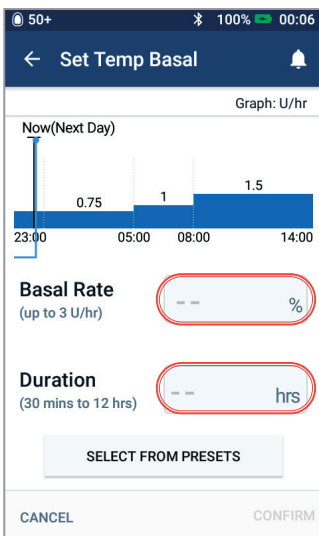 50+ 100% 00:06
Set Temp Basal
Graph: U/hr
Now(Next Day)
0.75 1 1.5
23:00 05:00 08:00 14:00
Basal Rate
(up to 3 U/hr)
-- %
Duration
(30 mins to 12 hrs)
-- hrs
SELECT FROM PRESETS
CANCEL CONFIRM